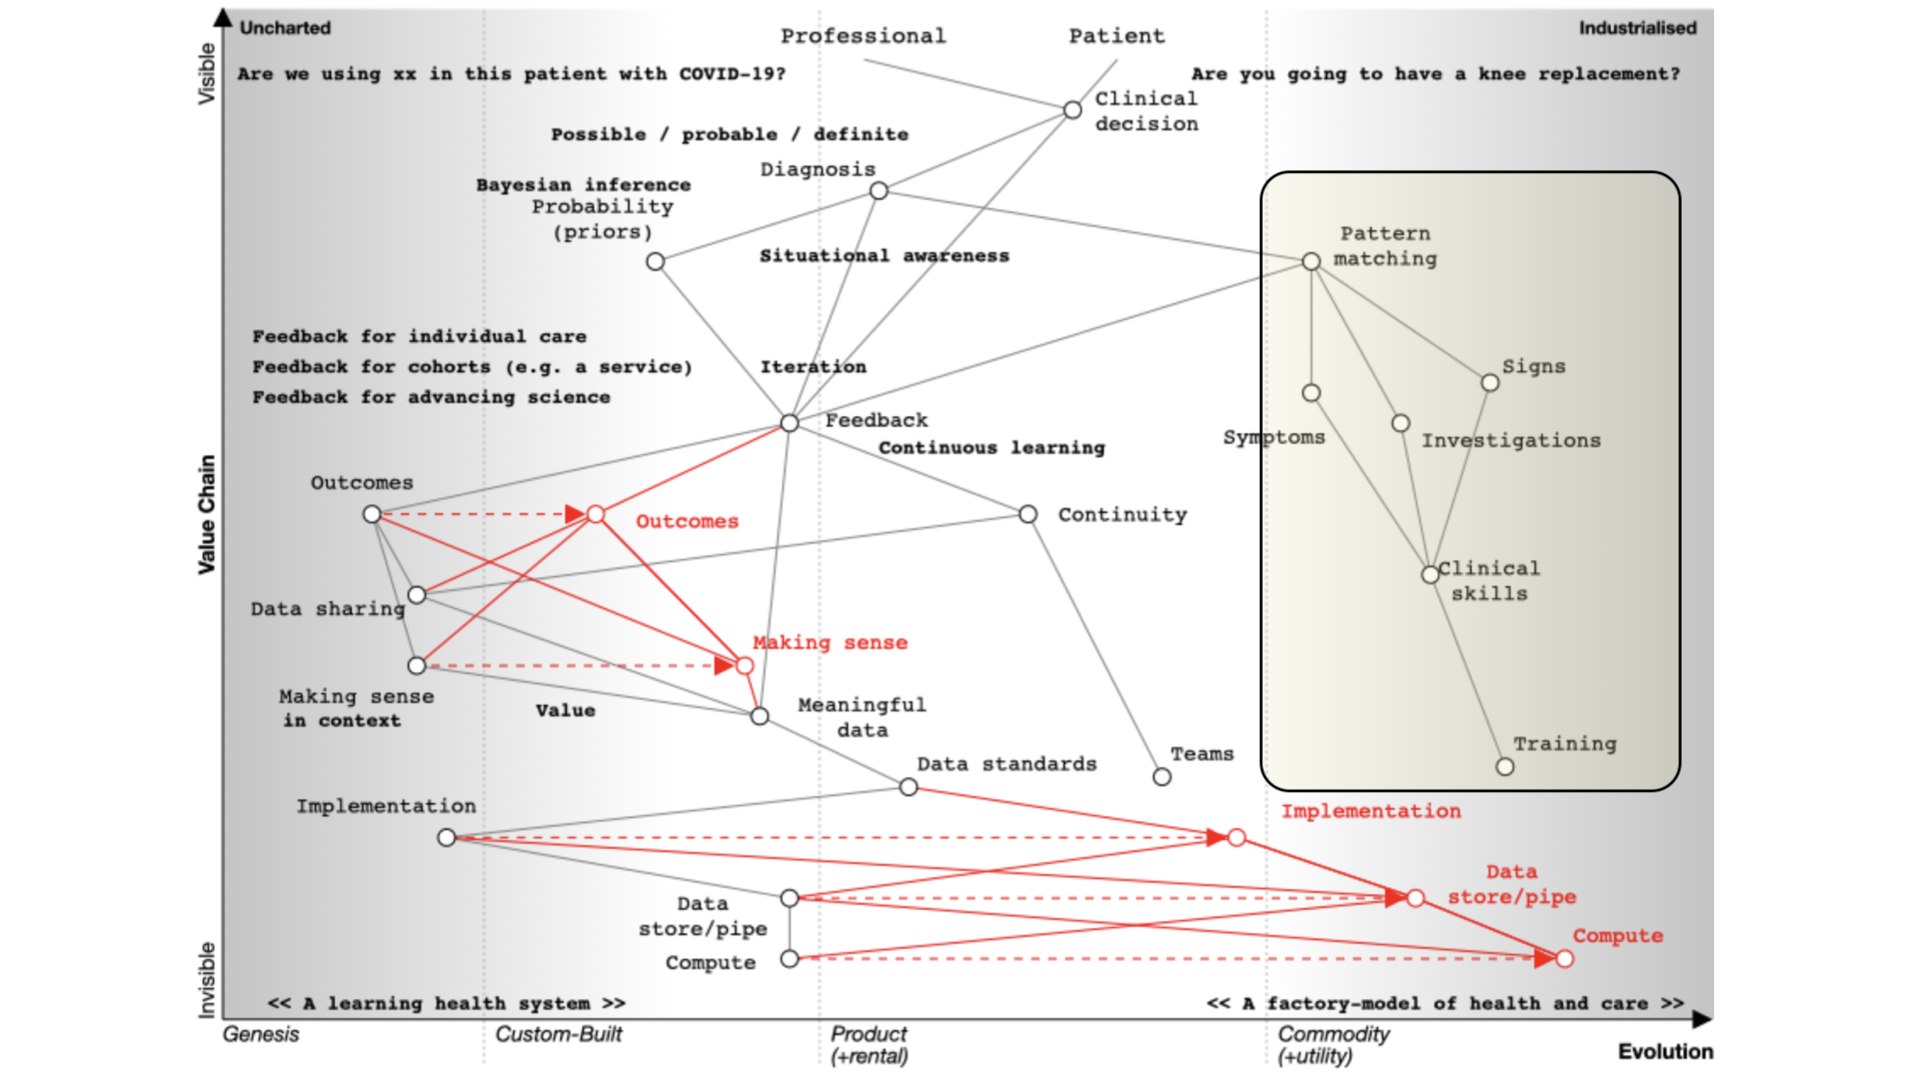 Uncharted
Industrialised
Professional
Patient
Visible
Are we using xx in this patient with COVID-19?
Are you going to have a knee replacement?
Clinical
decision
Possible / probable / definite
Diagnosis
Bayesian inference
Probability
(priors)
Situational awareness
Pattern
matching
Feedback for individual care
Feedback for cohorts (e.g. a service)
Feedback for advancing science
Iteration
Signs
Feedback
Continuous learning
Symptoms
Investigations
Value Chain
Outcomes
Outcomes
Continuity
Clinical
skills
Data sharing
Making sense
Making sense
in context
Value
Meaningful
data
Teams
Training
Data standards
Implementation
Implementation
Data
store/pipe
Data
store/pipe
Compute
Compute
Invisible
<< A learning health system >>
<< A factory-model of health and care >>
Genesis
Custom-Built
Product
(+rental)
Commodity
(+utility)
Evolution